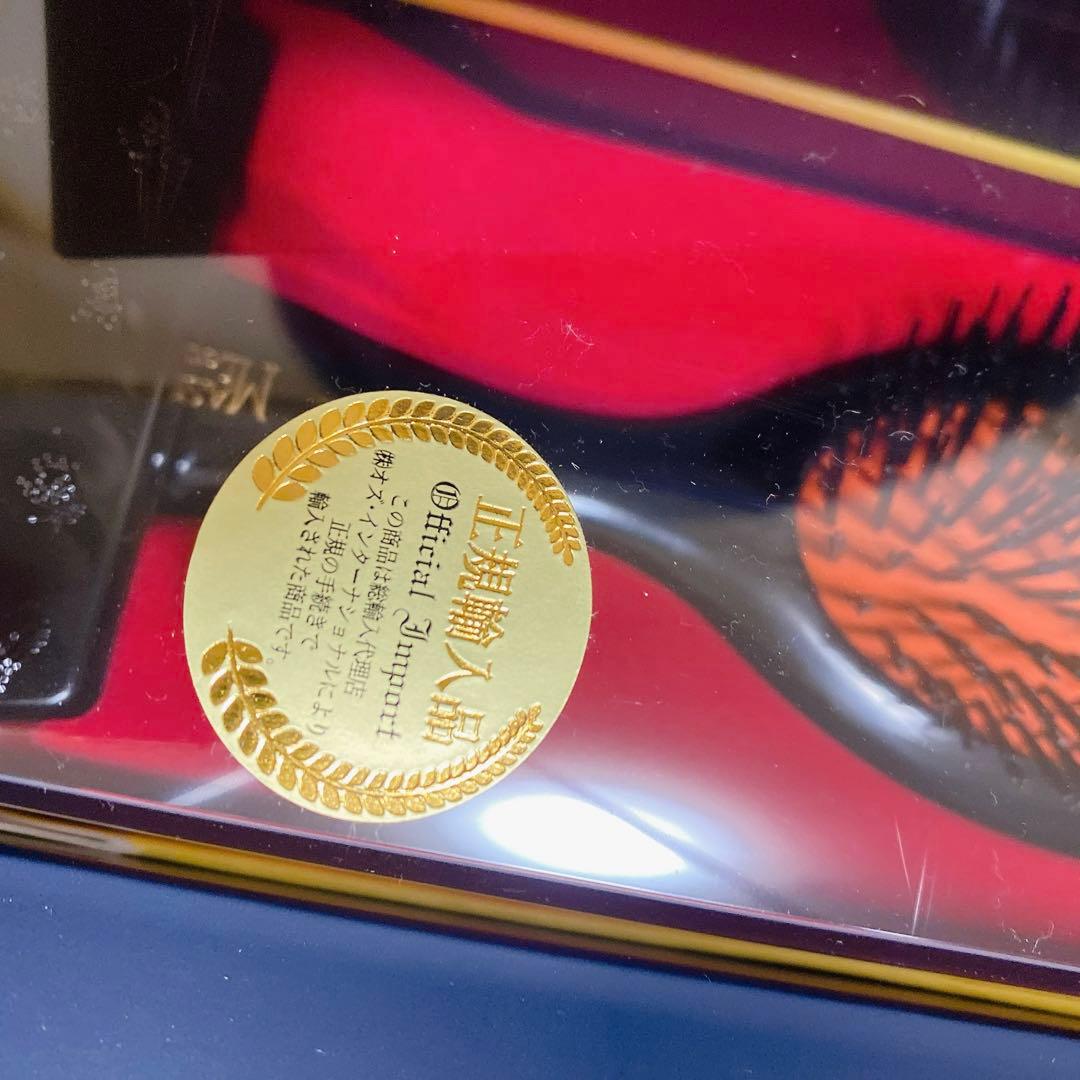 正規輸入品
Official Import
この商品は総輸入代理店
㈱オズ・インターナショナルにより
正規の手続きで
輸入された商品です。